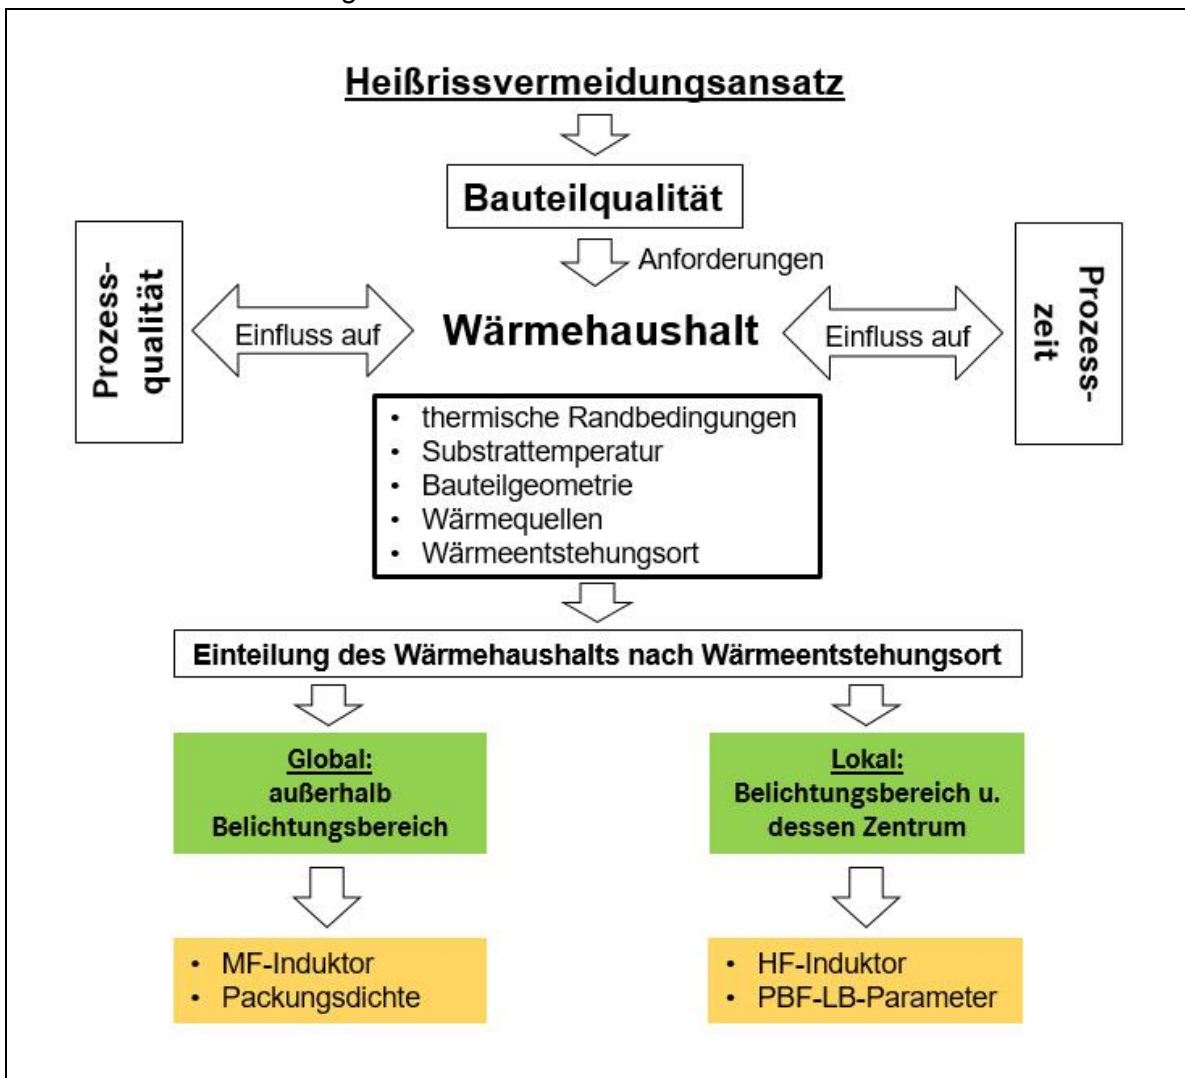 Heißrissvermeidungsansatz
Bauteilqualität
Anforderungen
Prozess-
qualität
Einfluss auf
Wärmehaushalt
Einfluss auf
Prozess-
zeit
• thermische Randbedingungen
• Substrattemperatur
• Bauteilgeometrie
• Wärmequellen
• Wärmeentstehungsort
Einteilung des Wärmehaushalts nach Wärmeentstehungsort
Global:
außerhalb
Belichtungsbereich
Lokal:
Belichtungsbereich u.
dessen Zentrum
• MF-Induktor
• Packungsdichte
• HF-Induktor
• PBF-LB-Parameter